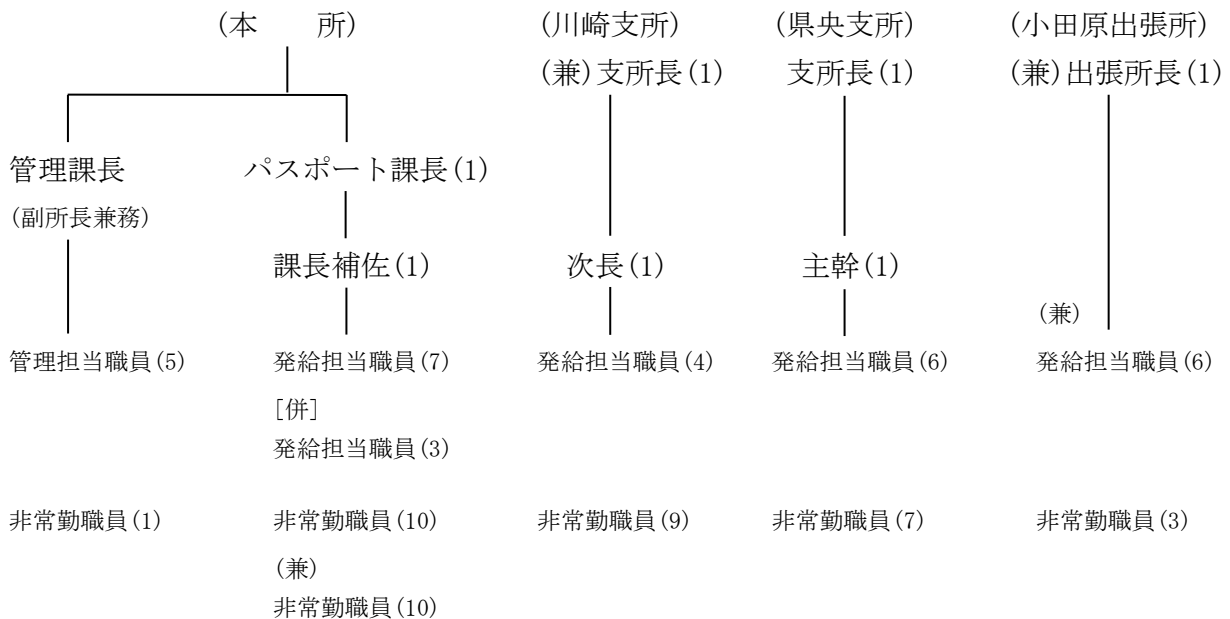 (本　　所)　(川崎支所)　(県央支所)　(小田原出張所)
(兼)支所長(1)　支所長(1)　(兼)出張所長(1)
管理課長　パスポート課長(1)
(副所長兼務)
課長補佐(1)　次長(1)　主幹(1)
(兼)
管理担当職員(5)　発給担当職員(7)　発給担当職員(4)　発給担当職員(6)　発給担当職員(6)
[併]
発給担当職員(3)
非常勤職員(1)　非常勤職員(10)　非常勤職員(9)　非常勤職員(7)　非常勤職員(3)
(兼)
非常勤職員(10)